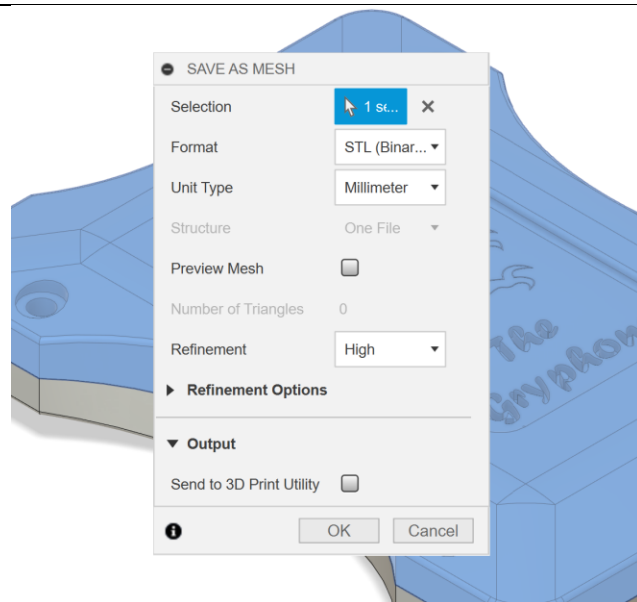 SAVE AS MESH
Selection 1 se...
Format STL (Binar...
Unit Type Millimeter
Structure One File
Preview Mesh
Number of Triangles 0
Refinement High
Refinement Options
Output
Send to 3D Print Utility
OK Cancel
The
Gryphon